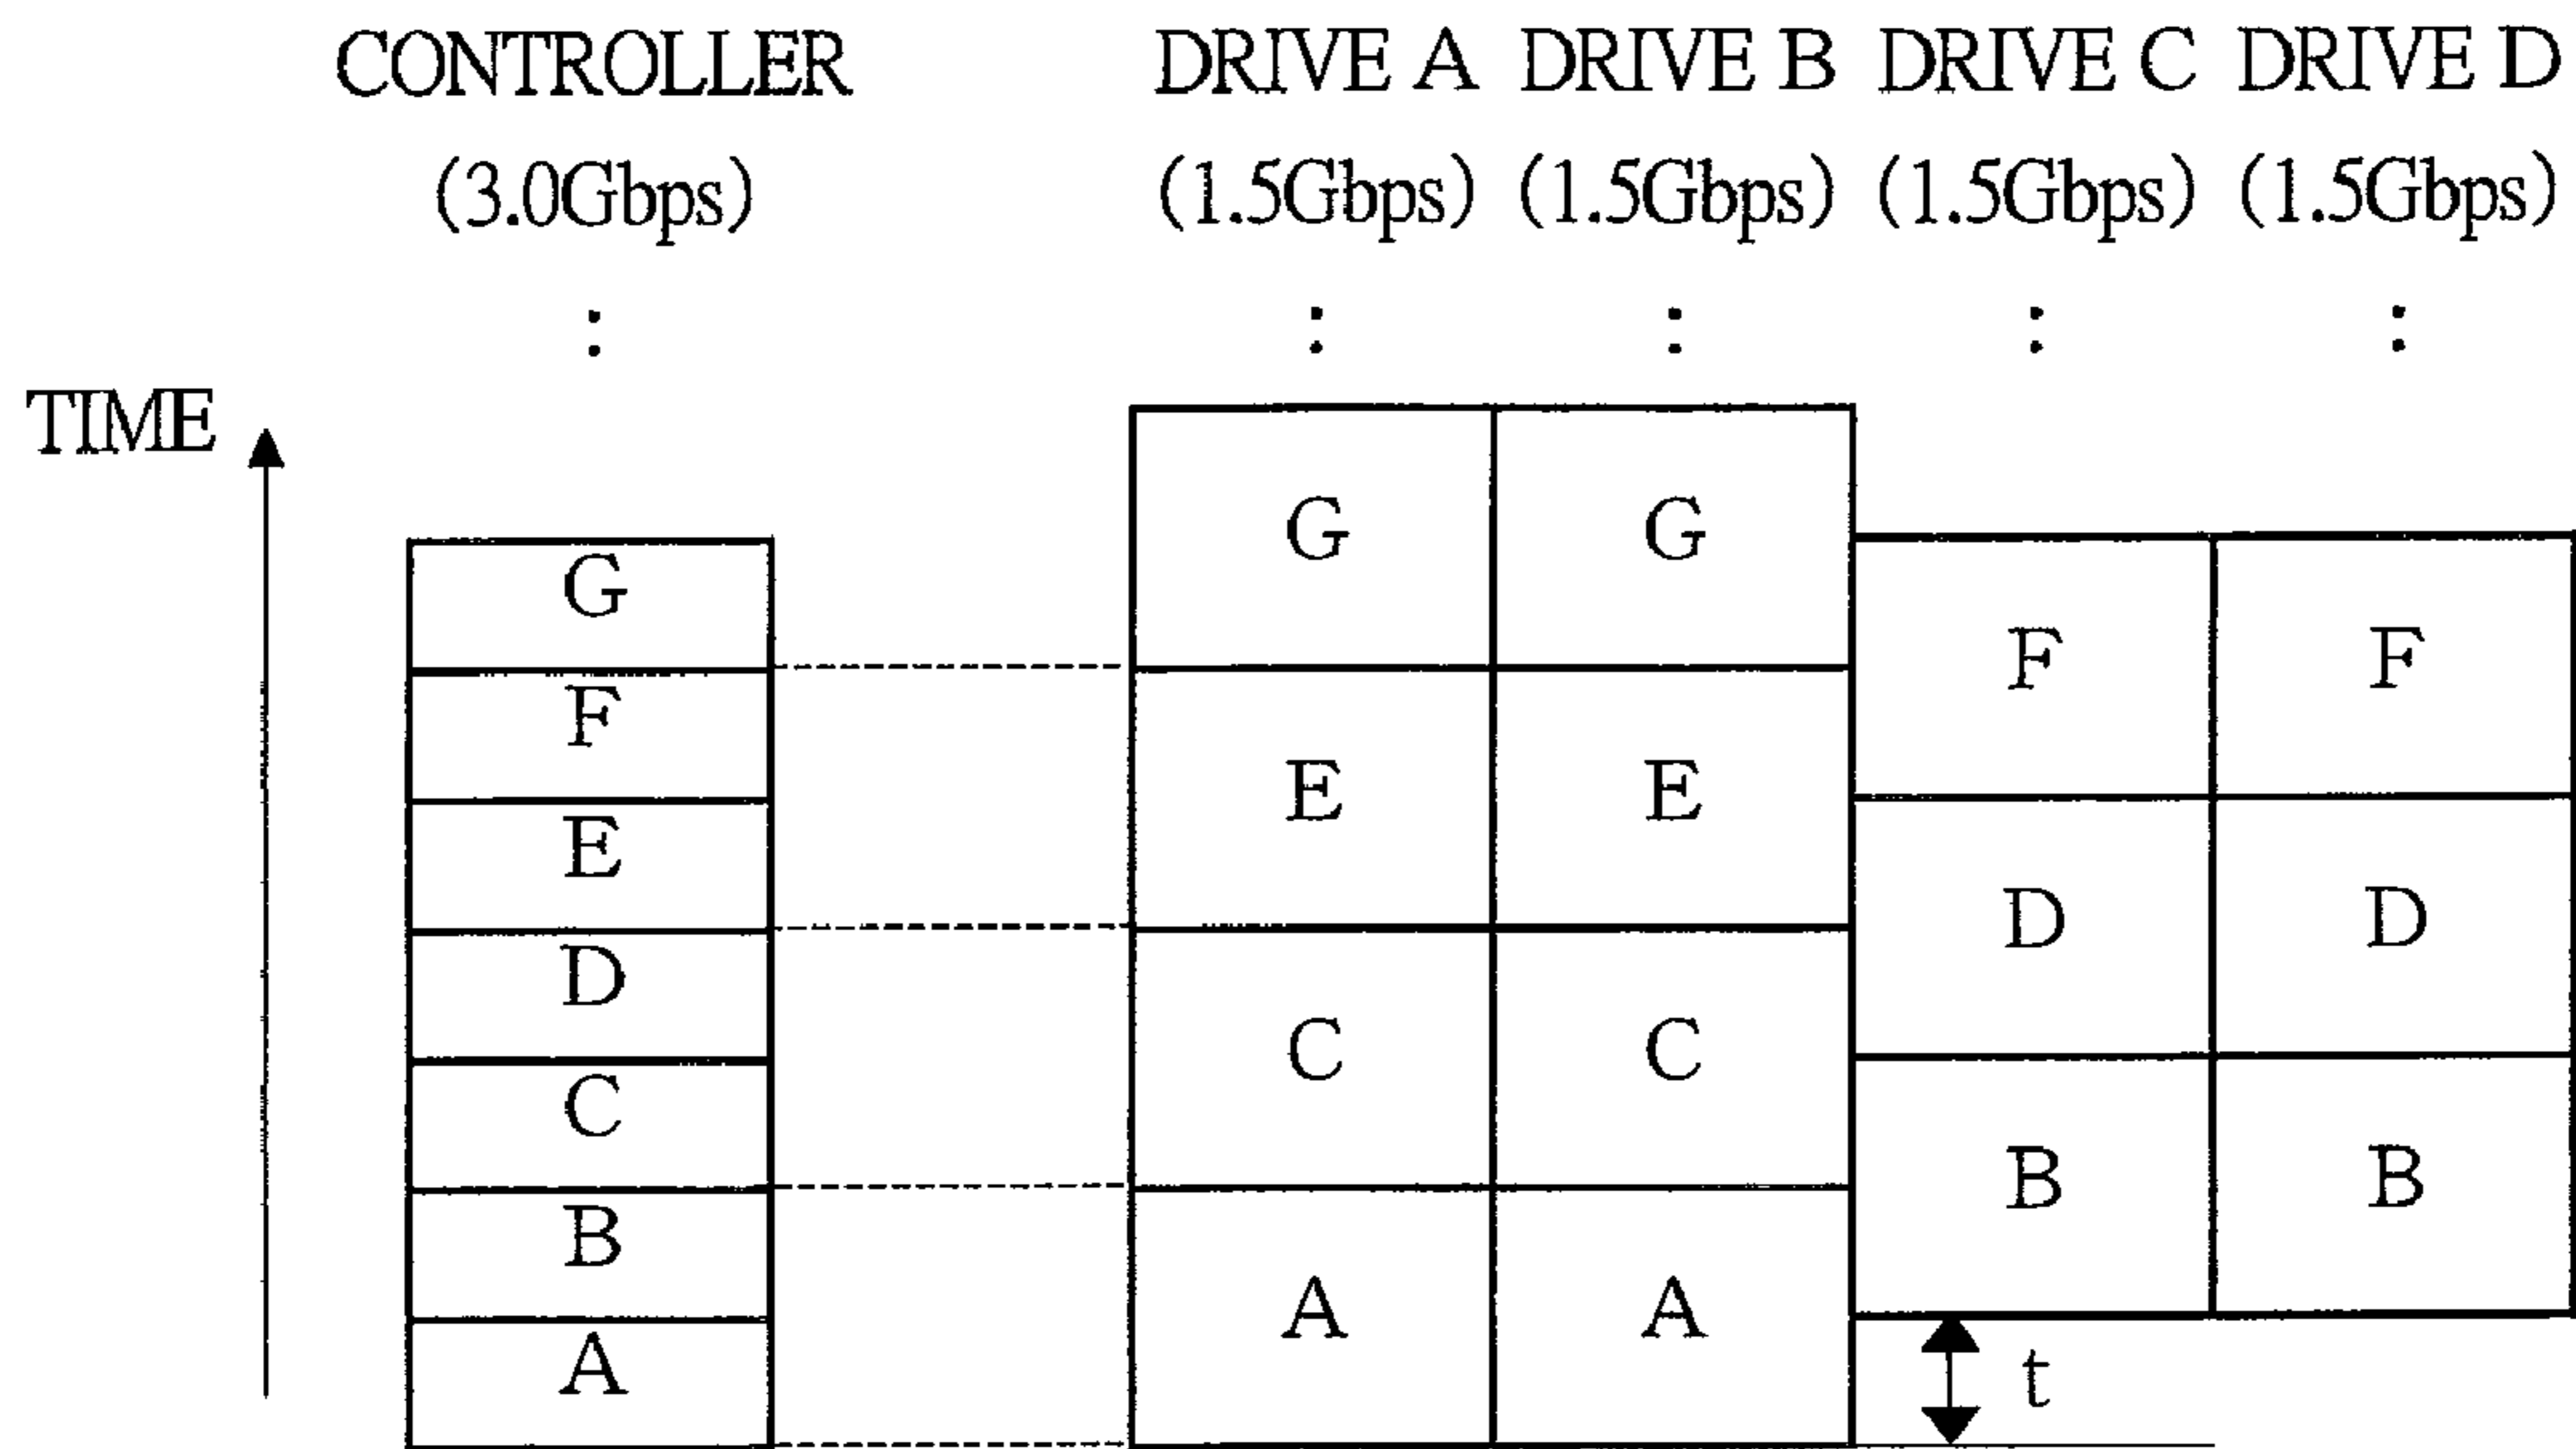 CONTROLLER DRIVE A DRIVE B DRIVE C DRIVE D
(3.0Gbps) (1.5Gbps) (1.5Gbps) (1.5Gbps) (1.5Gbps)
: : : : :
TIME
G G
G
F F
F
E E
E
D D
D
C C
C
B B
B
A A
A
t